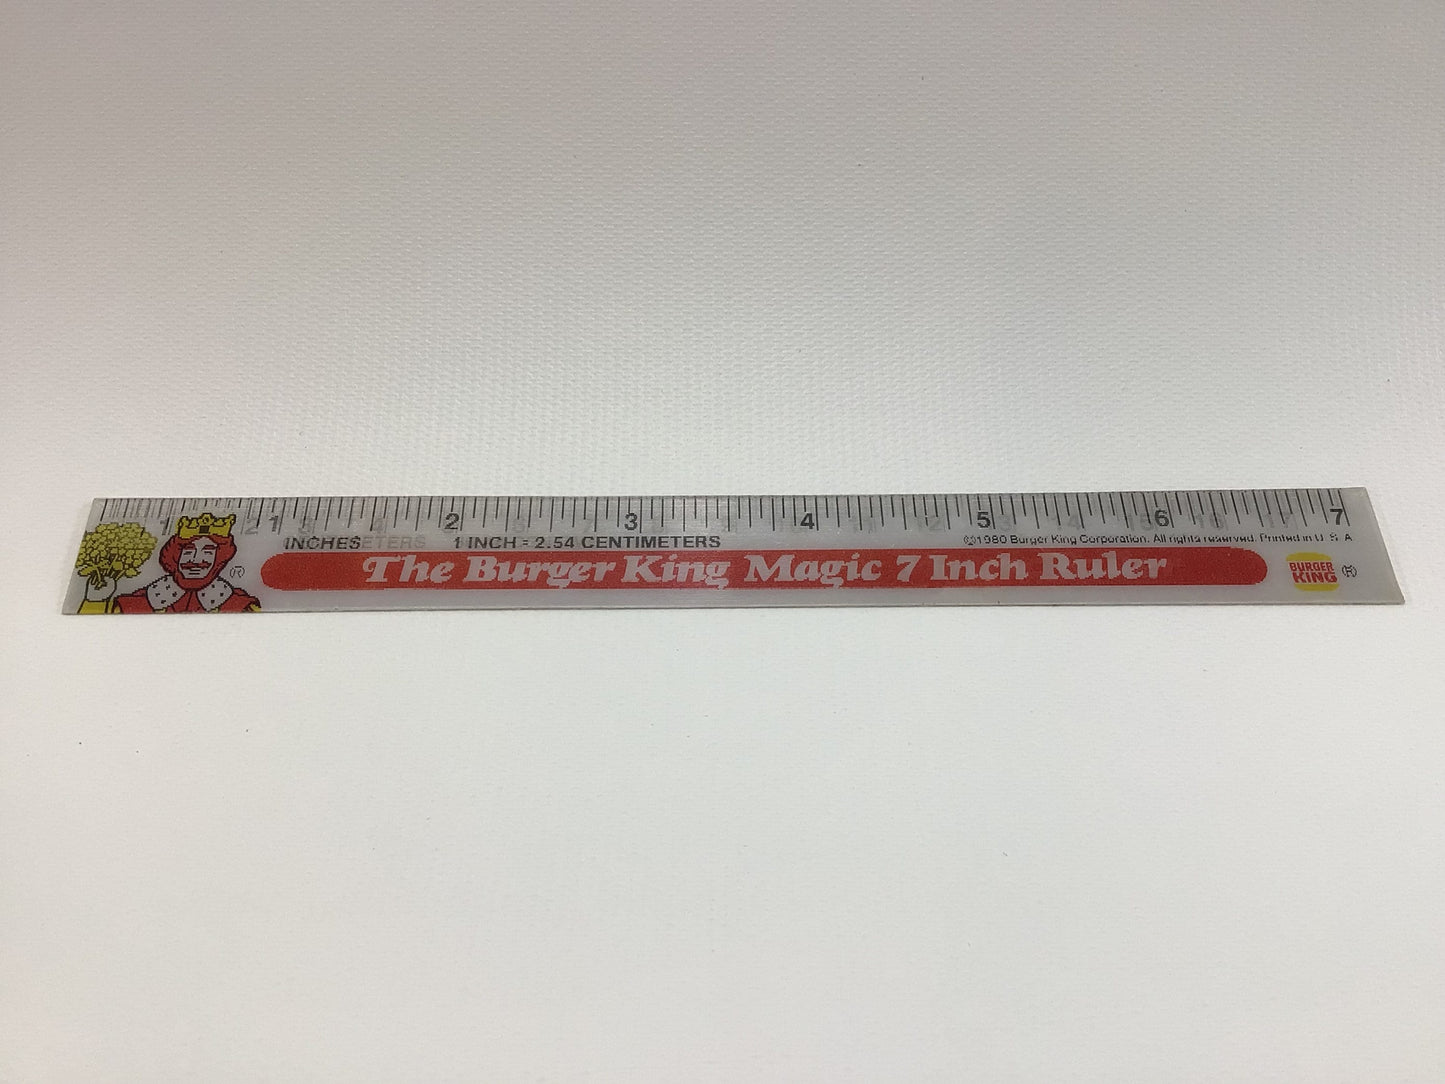 1 2 3 4 5 6 7
INCHES 1 INCH = 2.54 CENTIMETERS
©1980 Burger King Corporation. All rights reserved. Printed in U.S.A
The Burger King Magic 7 Inch Ruler
®
BURGER
KING ®